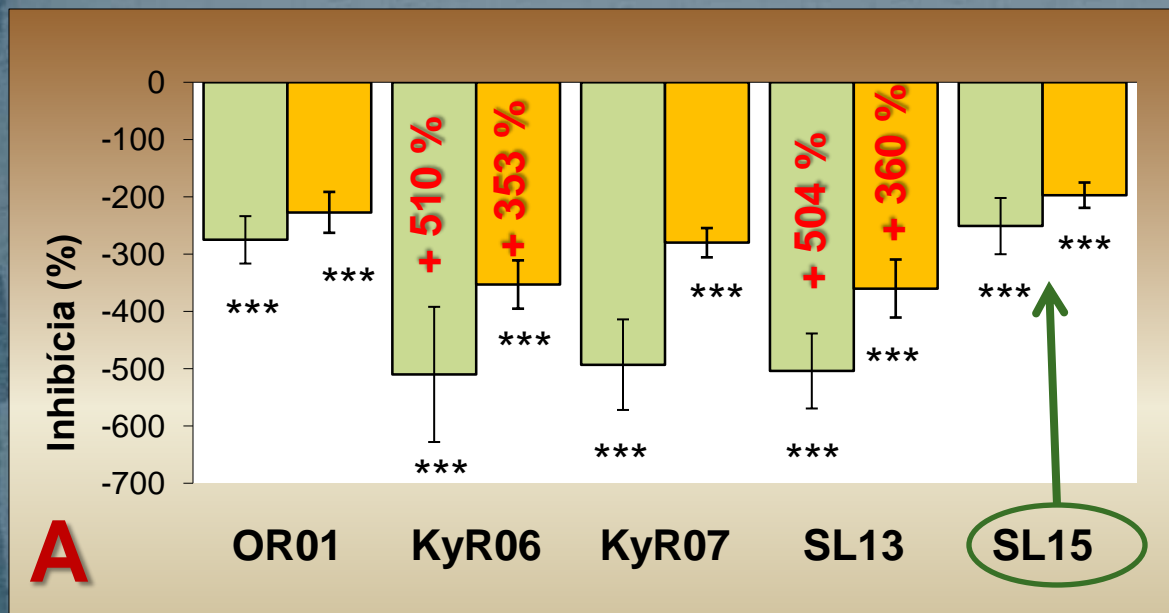 0
-100
-200
-300
-400
-500
-600
-700
Inhibícia (%)
+ 510 %
+ 353 %
+ 504 %
+ 360 %
***
***
***
***
***
***
***
***
***
***
A
OR01
KyR06
KyR07
SL13
SL15